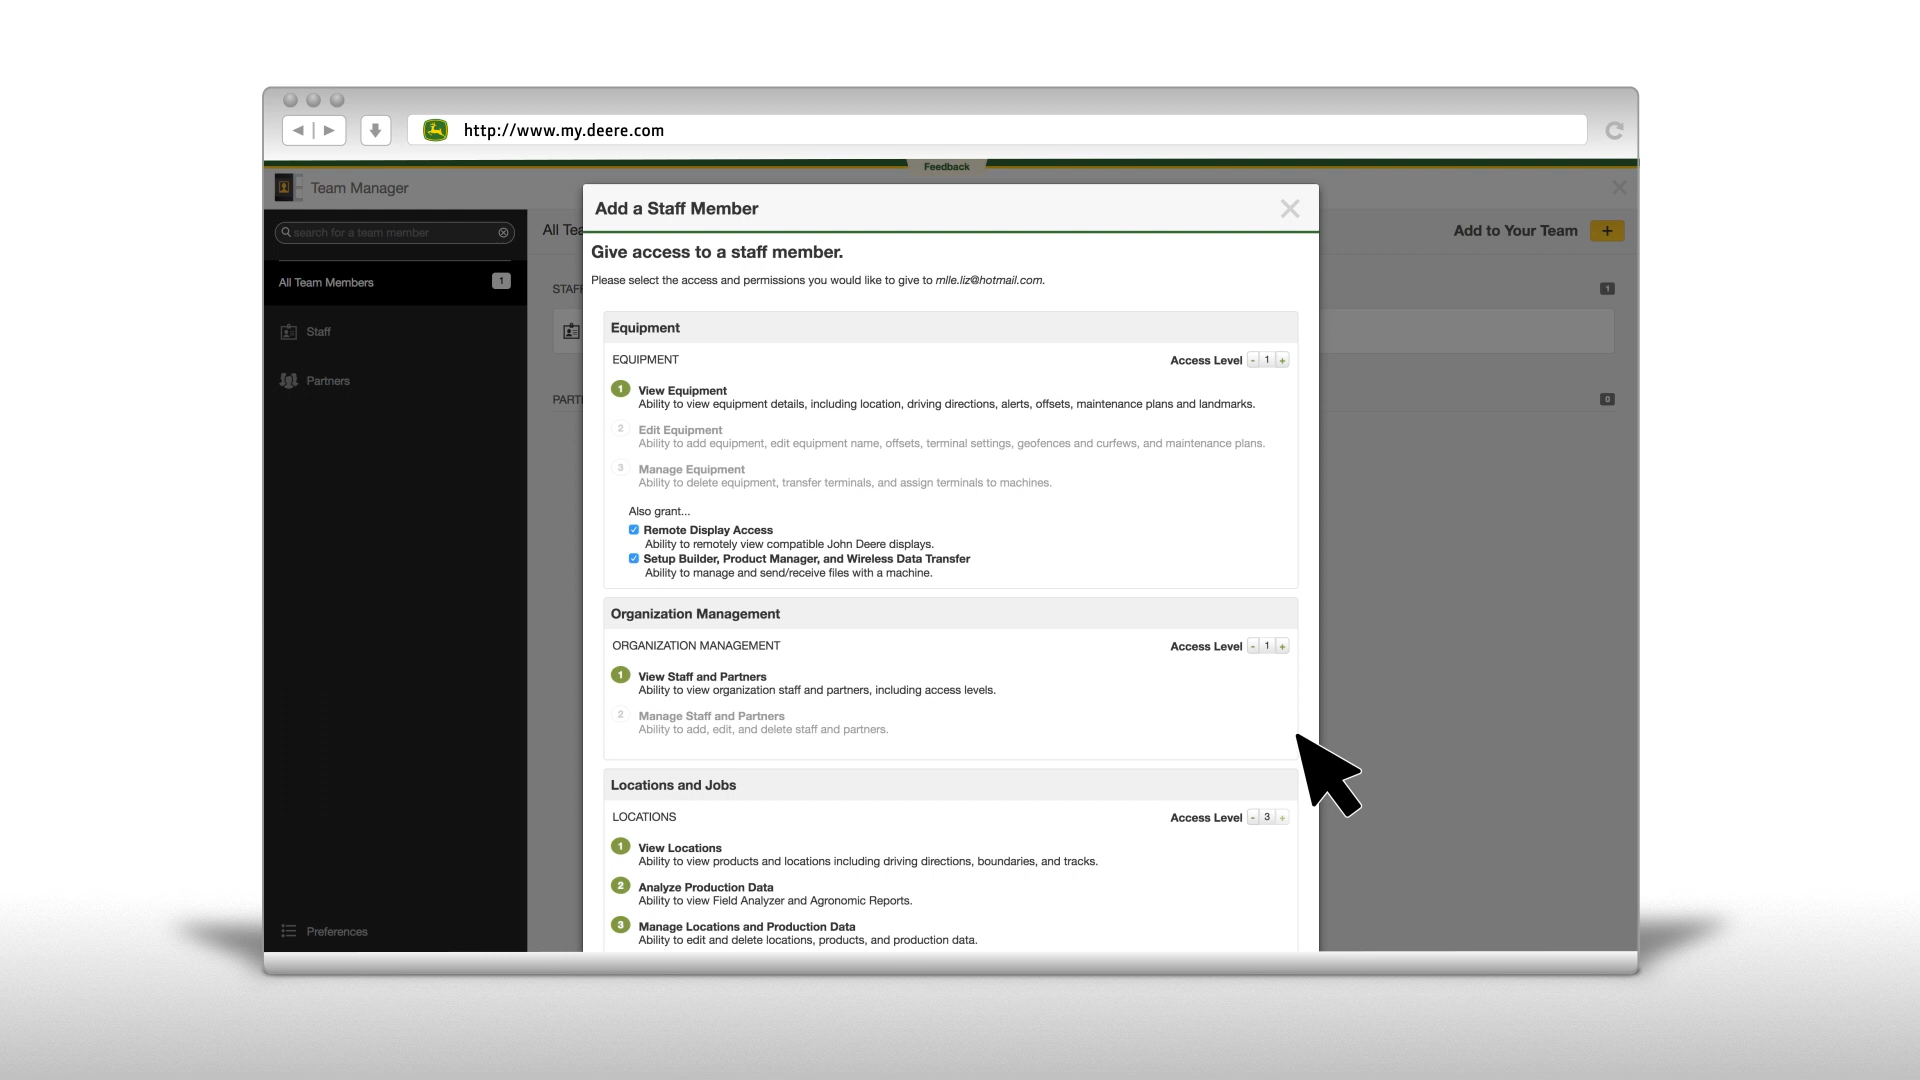 http://www.my.deere.com
Feedback
Team Manager
search for a team member
All Team Members 1
Staff
Partners
Preferences
Add to Your Team +
1
0
Add a Staff Member
Give access to a staff member.
Please select the access and permissions you would like to give to mlle.liz@hotmail.com.
Equipment
EQUIPMENT Access Level - 1 +
1 View Equipment
Ability to view equipment details, including location, driving directions, alerts, offsets, maintenance plans and landmarks.
2 Edit Equipment
Ability to add equipment, edit equipment name, offsets, terminal settings, geofences and curfews, and maintenance plans.
3 Manage Equipment
Ability to delete equipment, transfer terminals, and assign terminals to machines.
Also grant...
Remote Display Access
Ability to remotely view compatible John Deere displays.
Setup Builder, Product Manager, and Wireless Data Transfer
Ability to manage and send/receive files with a machine.
Organization Management
ORGANIZATION MANAGEMENT Access Level - 1 +
1 View Staff and Partners
Ability to view organization staff and partners, including access levels.
2 Manage Staff and Partners
Ability to add, edit, and delete staff and partners.
Locations and Jobs
LOCATIONS Access Level - 3 +
1 View Locations
Ability to view products and locations including driving directions, boundaries, and tracks.
2 Analyze Production Data
Ability to view Field Analyzer and Agronomic Reports.
3 Manage Locations and Production Data
Ability to edit and delete locations, products, and production data.